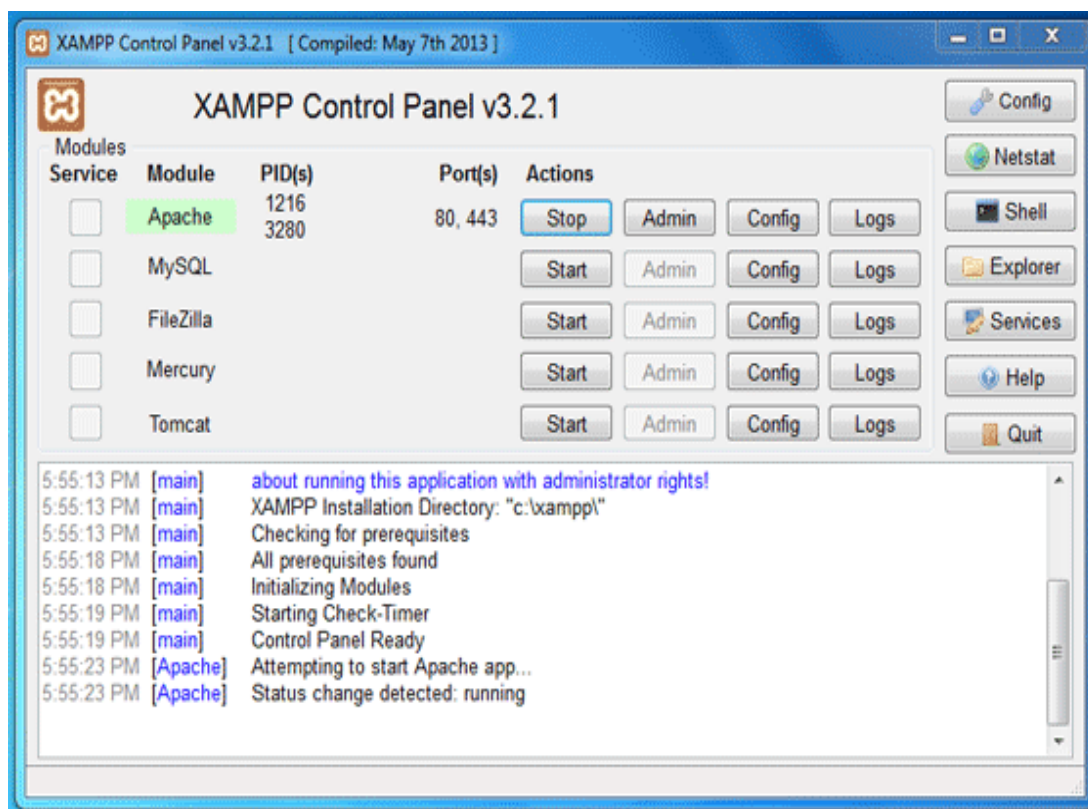 XAMPP Control Panel v3.2.1 [ Compiled: May 7th 2013 ]
XAMPP Control Panel v3.2.1
Config
Modules
Netstat
Service Module PID(s) Port(s) Actions
Apache 1216 3280 80, 443 Stop Admin Config Logs
Shell
MySQL Start Admin Config Logs
Explorer
FileZilla Start Admin Config Logs
Services
Mercury Start Admin Config Logs
Help
Tomcat Start Admin Config Logs
Quit
5:55:13 PM [main] about running this application with administrator rights!
5:55:13 PM [main] XAMPP Installation Directory: "c:\xampp\"
5:55:13 PM [main] Checking for prerequisites
5:55:18 PM [main] All prerequisites found
5:55:18 PM [main] Initializing Modules
5:55:19 PM [main] Starting Check-Timer
5:55:19 PM [main] Control Panel Ready
5:55:23 PM [Apache] Attempting to start Apache app...
5:55:23 PM [Apache] Status change detected: running